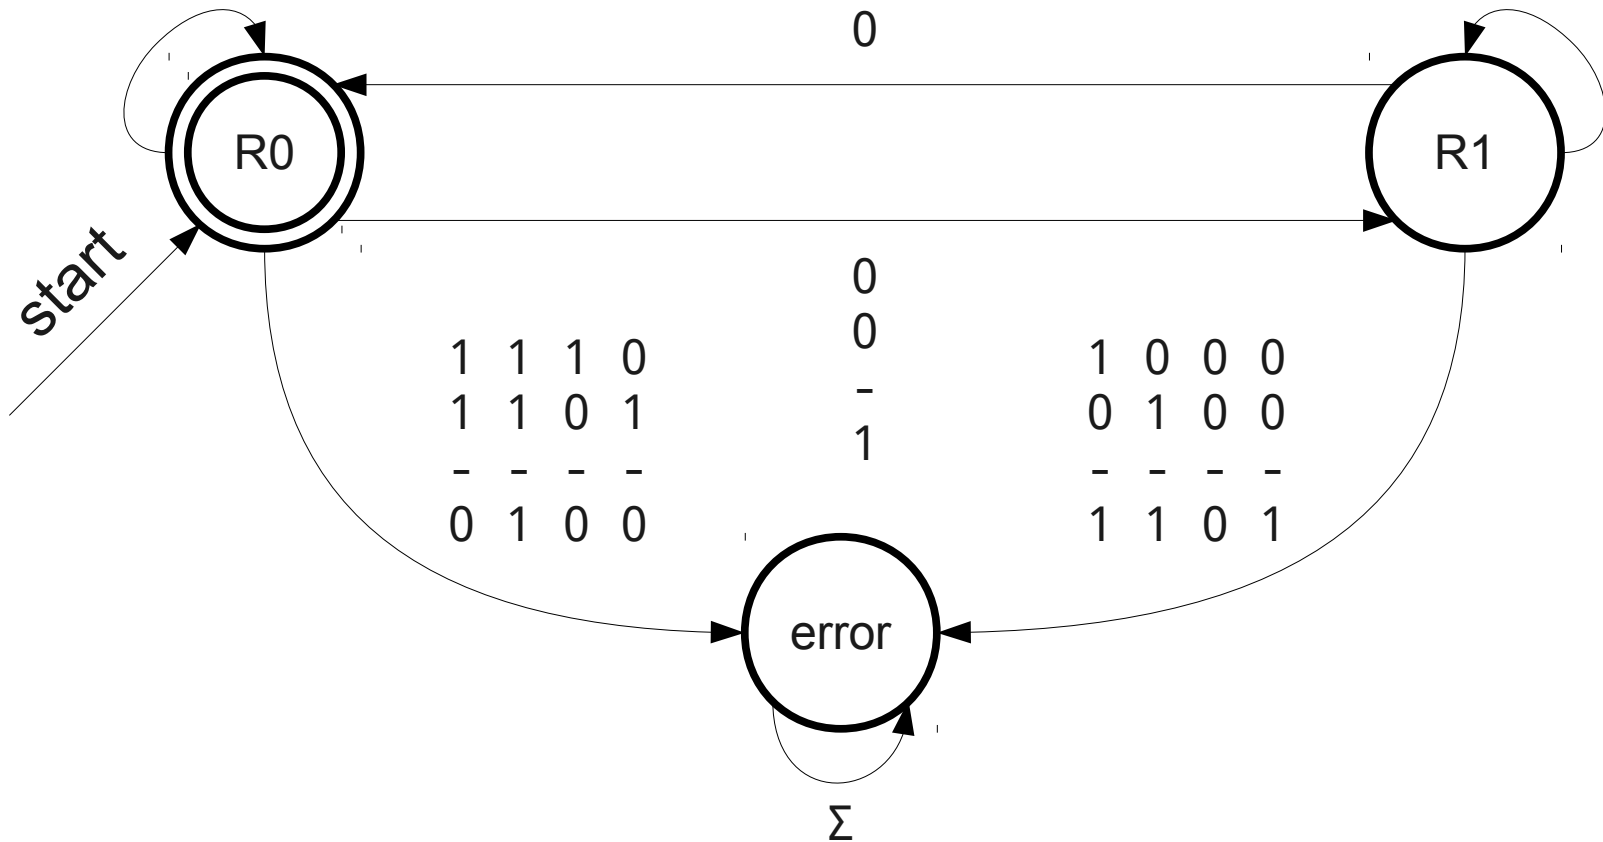 0
R0
R1
start
0
0
-
1
1 1 1 0
1 1 0 1
- - - -
0 1 0 0
1 0 0 0
0 1 0 0
- - - -
1 1 0 1
error
Σ